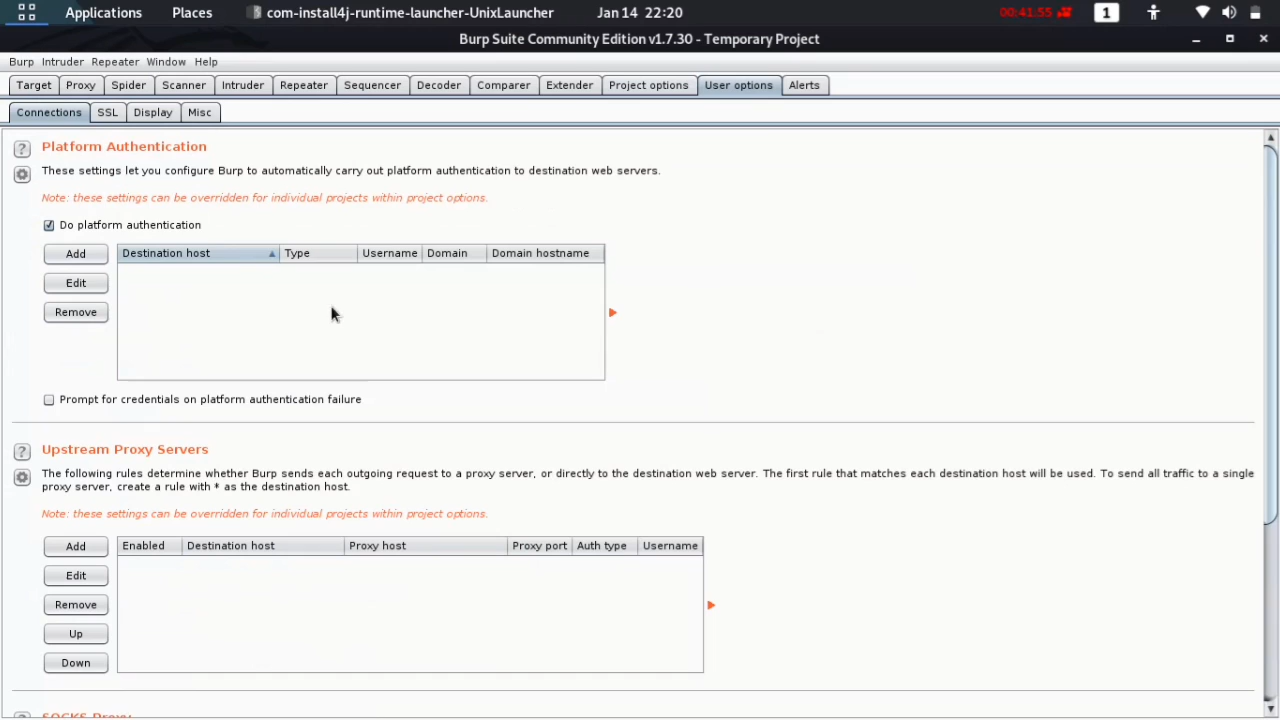 Applications Places com-install4j-runtime-launcher-UnixLauncher Jan 14 22:20 00:41:55 1
Burp Suite Community Edition v1.7.30 - Temporary Project
Burp Intruder Repeater Window Help
Target Proxy Spider Scanner Intruder Repeater Sequencer Decoder Comparer Extender Project options User options Alerts
Connections SSL Display Misc
? Platform Authentication
These settings let you configure Burp to automatically carry out platform authentication to destination web servers.
Note: these settings can be overridden for individual projects within project options.
Do platform authentication
Add Destination host Type Username Domain Domain hostname
Edit
Remove
Prompt for credentials on platform authentication failure
? Upstream Proxy Servers
The following rules determine whether Burp sends each outgoing request to a proxy server, or directly to the destination web server. The first rule that matches each destination host will be used. To send all traffic to a single
proxy server, create a rule with * as the destination host.
Note: these settings can be overridden for individual projects within project options.
Add Enabled Destination host Proxy host Proxy port Auth type Username
Edit
Remove
Up
Down
? SOCKS Proxy